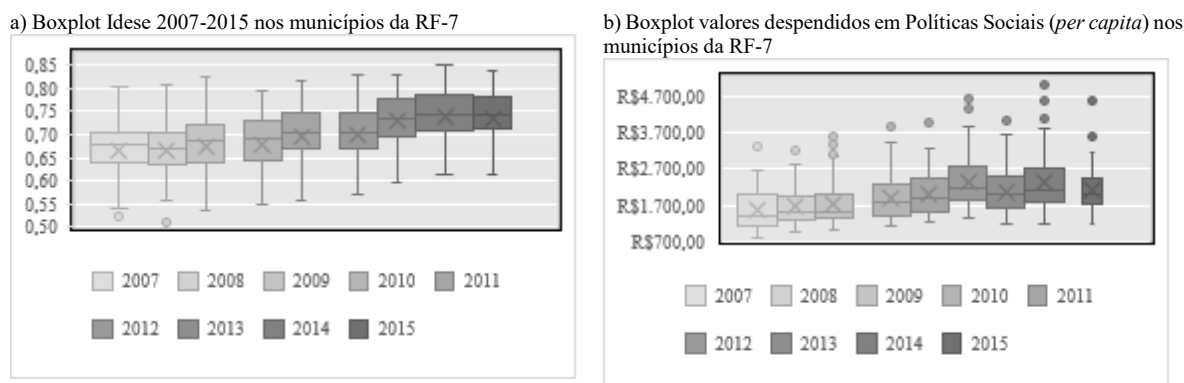 a) Boxplot Idese 2007-2015 nos municípios da RF-7
0,85
0,80
0,75
0,70
0,65
0,60
0,55
0,50
2007 2008 2009 2010 2011
2012 2013 2014 2015
b) Boxplot valores despendidos em Políticas Sociais (per capita) nos
municípios da RF-7
R$4.700,00
R$3.700,00
R$2.700,00
R$1.700,00
R$700,00
2007 2008 2009 2010 2011
2012 2013 2014 2015